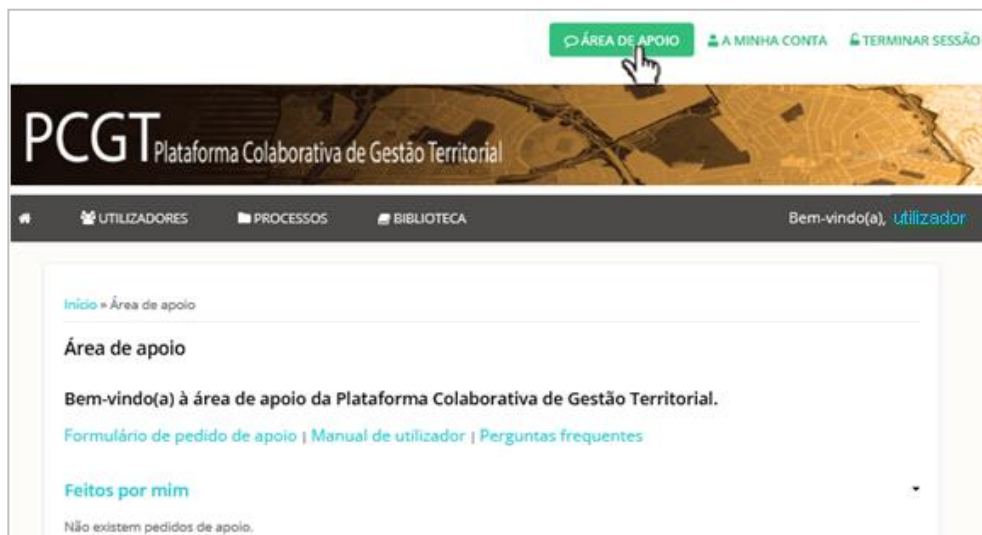 ÁREA DE APOIO A MINHA CONTA TERMINAR SESSÃO
PCGT Plataforma Colaborativa de Gestão Territorial
UTILIZADORES PROCESSOS BIBLIOTECA Bem-vindo(a), utilizador
Início » Área de apoio
Área de apoio
Bem-vindo(a) à área de apoio da Plataforma Colaborativa de Gestão Territorial.
Formulário de pedido de apoio | Manual de utilizador | Perguntas frequentes
Feitos por mim
Não existem pedidos de apoio.